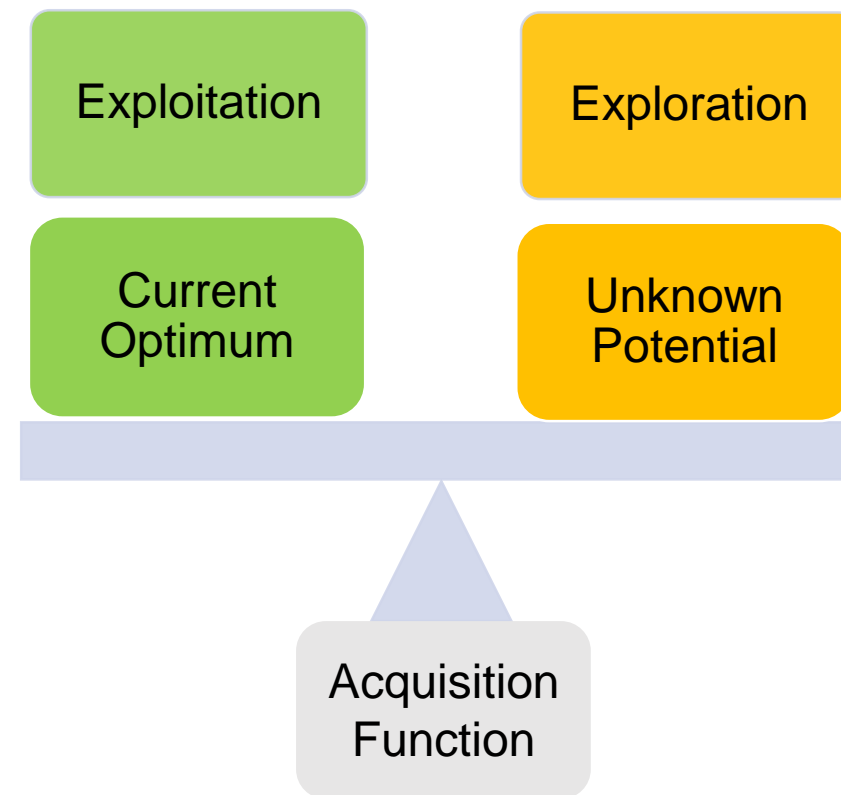 Exploitation
Exploration
Current
Optimum
Unknown
Potential
Acquisition
Function